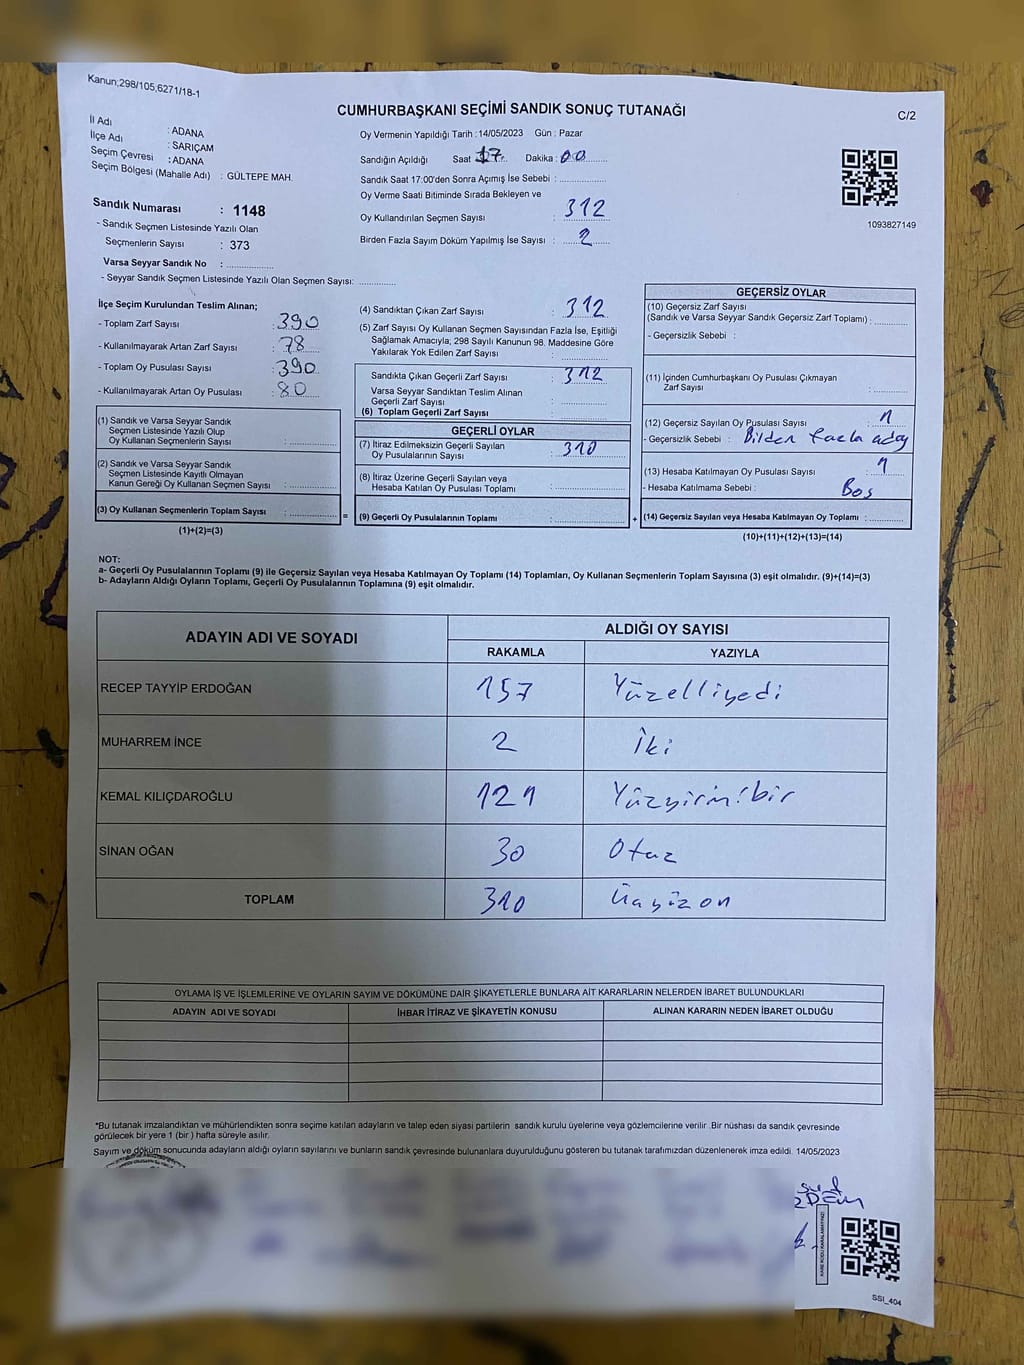 Kanun;298/105,6271/18-1
CUMHURBAŞKANI SEÇİMİ SANDIK SONUÇ TUTANAĞI
C/2
İl Adı : ADANA
İlçe Adı : SARIÇAM
Seçim Çevresi : ADANA
Seçim Bölgesi (Mahalle Adı) : GÜLTEPE MAH.
Sandık Numarası : 1148
- Sandık Seçmen Listesinde Yazılı Olan
Seçmenlerin Sayısı : 373
Varsa Seyyar Sandık No : ................
- Seyyar Sandık Seçmen Listesinde Yazılı Olan Seçmen Sayısı: ............
Oy Vermenin Yapıldığı Tarih : 14/05/2023 Gün : Pazar
Sandığın Açıldığı Saat 17 Dakika : 00
Sandık Saat 17:00'den Sonra Açımış İse Sebebi : ................
Oy Verme Saati Bitiminde Sırada Bekleyen ve
Oy Kullandırılan Seçmen Sayısı : 312
Birden Fazla Sayım Döküm Yapılmış İse Sayısı : 2
1093827149
İlçe Seçim Kurulundan Teslim Alınan;
- Toplam Zarf Sayısı : 390
- Kullanılmayarak Artan Zarf Sayısı : 78
- Toplam Oy Pusulası Sayısı : 390
- Kullanılmayarak Artan Oy Pusulası : 80
(1) Sandık ve Varsa Seyyar Sandık
Seçmen Listesinde Yazılı Olup
Oy Kullanan Seçmenlerin Sayısı : ................
(2) Sandık ve Varsa Seyyar Sandık
Seçmen Listesinde Kayıtlı Olmayan
Kanun Gereği Oy Kullanan Seçmen Sayısı : ................
(3) Oy Kullanan Seçmenlerin Toplam Sayısı : ................
(1)+(2)=(3)
(4) Sandıktan Çıkan Zarf Sayısı : 312
(5) Zarf Sayısı Oy Kullanan Seçmen Sayısından Fazla İse, Eşitliği
Sağlamak Amacıyla; 298 Sayılı Kanunun 98. Maddesine Göre
Yakılarak Yok Edilen Zarf Sayısı : ................
Sandıkta Çıkan Geçerli Zarf Sayısı : 312
Varsa Seyyar Sandıktan Teslim Alınan
Geçerli Zarf Sayısı : ................
(6) Toplam Geçerli Zarf Sayısı : ................
GEÇERLİ OYLAR
(7) İtiraz Edilmeksizin Geçerli Sayılan
Oy Pusulalarının Sayısı : 310
(8) İtiraz Üzerine Geçerli Sayılan veya
Hesaba Katılan Oy Pusulası Toplamı : ................
= (9) Geçerli Oy Pusulalarının Toplamı : ................
GEÇERSİZ OYLAR
(10) Geçersiz Zarf Sayısı
(Sandık ve Varsa Seyyar Sandık Geçersiz Zarf Toplamı) : ............
- Geçersizlik Sebebi :
(11) İçinden Cumhurbaşkanı Oy Pusulası Çıkmayan
Zarf Sayısı : ............
(12) Geçersiz Sayılan Oy Pusulası Sayısı : 1
- Geçersizlik Sebebi : Birden fazla aday
(13) Hesaba Katılmayan Oy Pusulası Sayısı : 1
- Hesaba Katılmama Sebebi : Boş
+ (14) Geçersiz Sayılan veya Hesaba Katılmayan Oy Toplamı : ............
(10)+(11)+(12)+(13)=(14)
NOT:
a- Geçerli Oy Pusulalarının Toplamı (9) ile Geçersiz Sayılan veya Hesaba Katılmayan Oy Toplamı (14) Toplamları, Oy Kullanan Seçmenlerin Toplam Sayısına (3) eşit olmalıdır. (9)+(14)=(3)
b- Adayların Aldığı Oyların Toplamı, Geçerli Oy Pusulalarının Toplamına (9) eşit olmalıdır.
ADAYIN ADI VE SOYADI
ALDIĞI OY SAYISI
RAKAMLA YAZIYLA
RECEP TAYYİP ERDOĞAN 157 Yüzelliyedi
MUHARREM İNCE 2 İki
KEMAL KILIÇDAROĞLU 121 Yüzyirmibir
SİNAN OĞAN 30 Otuz
TOPLAM 310 Üçyüzon
OYLAMA İŞ VE İŞLEMLERİNE VE OYLARIN SAYIM VE DÖKÜMÜNE DAİR ŞİKAYETLERLE BUNLARA AİT KARARLARIN NELERDEN İBARET BULUNDUKLARI
ADAYIN ADI VE SOYADI İHBAR İTİRAZ VE ŞİKAYETİN KONUSU ALINAN KARARIN NEDEN İBARET OLDUĞU
*Bu tutanak imzalandıktan ve mühürlendikten sonra seçime katılan adayların ve talep eden siyasi partilerin sandık kurulu üyelerine veya gözlemcilerine verilir .Bir nüshası da sandık çevresinde
görülecek bir yere 1 (bir ) hafta süreyle asılır.
Sayım ve döküm sonucunda adayların aldığı oyların sayılarını ve bunların sandık çevresinde bulunanlara duyurulduğunu gösteren bu tutanak tarafımızdan düzenlenerek imza edildi. 14/05/2023
KARE KODU KARALAMAYINIZ!
SSI_404